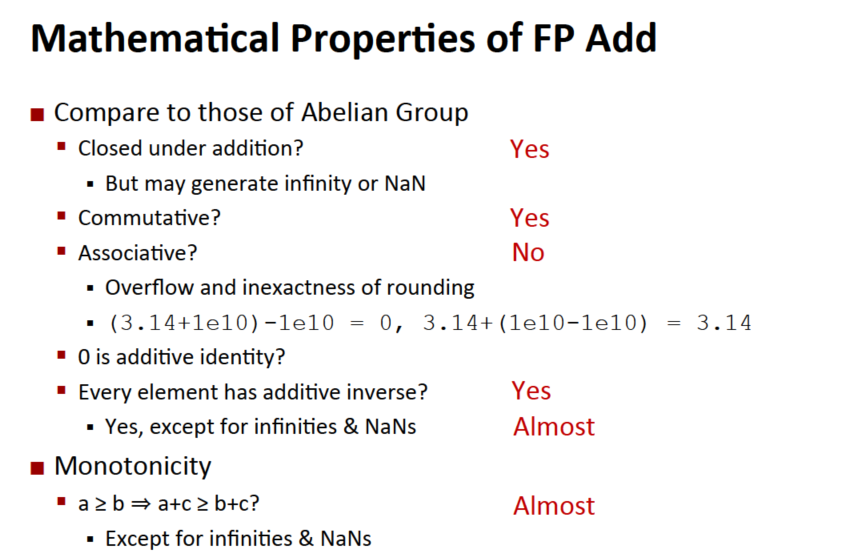 Mathematical Properties of FP Add
Compare to those of Abelian Group
Closed under addition? Yes
But may generate infinity or NaN
Commutative? Yes
Associative? No
Overflow and inexactness of rounding
(3.14+1e10)-1e10 = 0, 3.14+(1e10-1e10) = 3.14
0 is additive identity?
Every element has additive inverse? Yes
Yes, except for infinities & NaNs Almost
Monotonicity
a ≥ b ⇒ a+c ≥ b+c? Almost
Except for infinities & NaNs